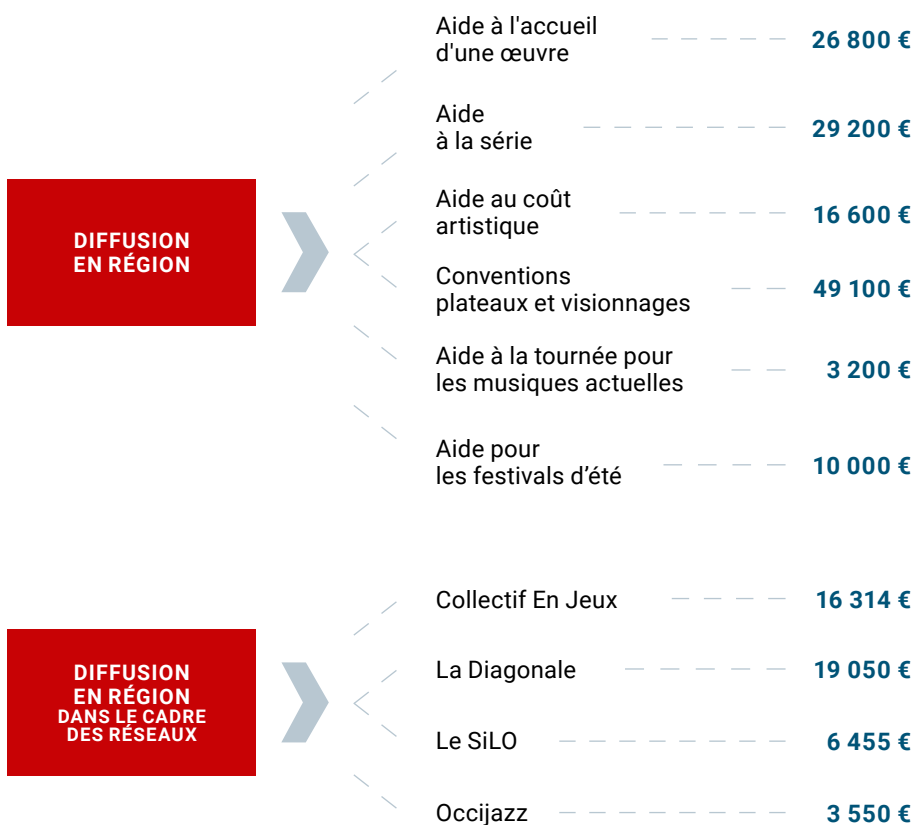 Aide à l'accueil
d'une œuvre
26 800 €
Aide
à la série
29 200 €
DIFFUSION
EN RÉGION
Aide au coût
artistique
16 600 €
Conventions
plateaux et visionnages
49 100 €
Aide à la tournée pour
les musiques actuelles
3 200 €
Aide pour
les festivals d’été
10 000 €
DIFFUSION
EN RÉGION
DANS LE CADRE
DES RÉSEAUX
Collectif En Jeux
16 314 €
La Diagonale
19 050 €
Le SiLO
6 455 €
Occijazz
3 550 €